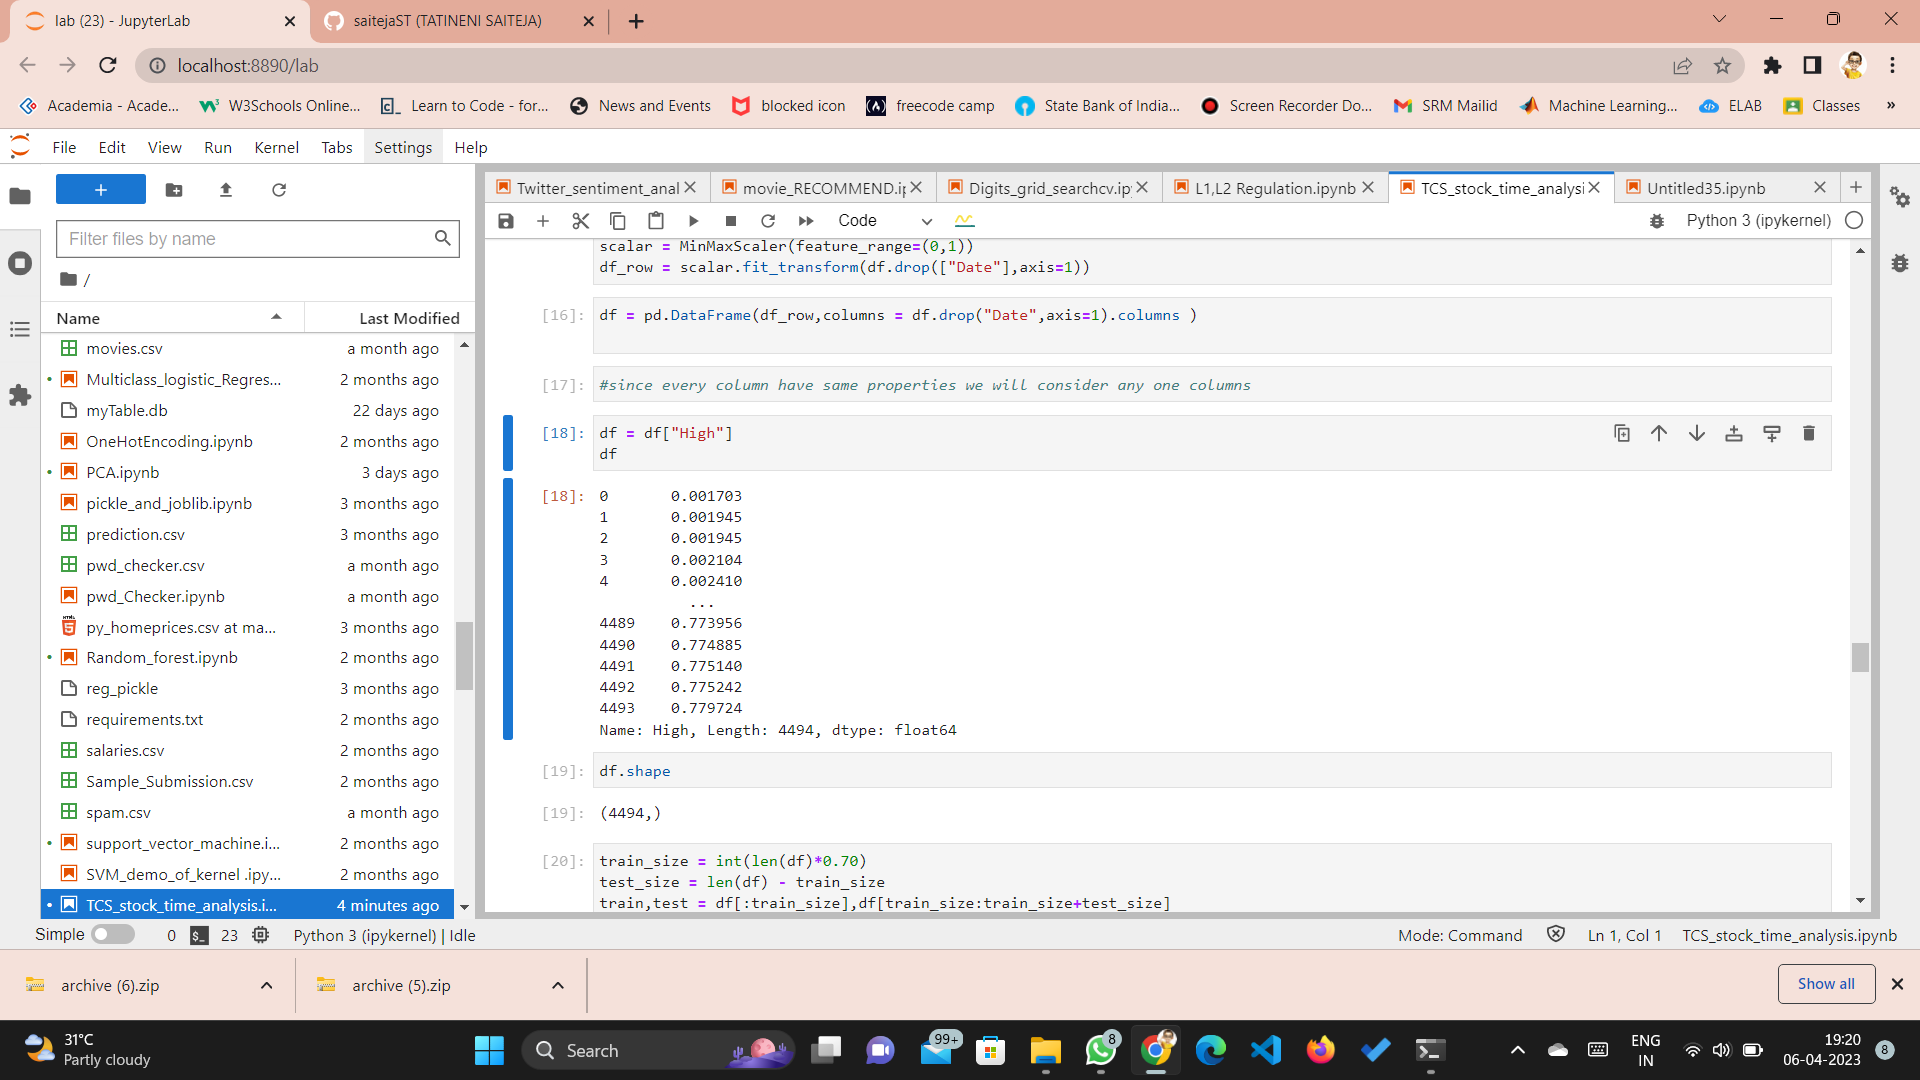 lab (23) - JupyterLab
saitejaST (TATINENI SAITEJA)
localhost:8890/lab
Academia - Acade...
W3Schools Online...
Learn to Code - for...
News and Events
blocked icon
freecode camp
State Bank of India...
Screen Recorder Do...
SRM Mailid
Machine Learning...
ELAB
Classes
»
File Edit View Run Kernel Tabs Settings Help
Filter files by name
/
Name Last Modified
movies.csv a month ago
Multiclass_logistic_Regres... 2 months ago
myTable.db 22 days ago
OneHotEncoding.ipynb 2 months ago
PCA.ipynb 3 days ago
pickle_and_joblib.ipynb 3 months ago
prediction.csv 3 months ago
pwd_checker.csv a month ago
pwd_Checker.ipynb a month ago
py_homeprices.csv at ma... 3 months ago
Random_forest.ipynb 2 months ago
reg_pickle 3 months ago
requirements.txt 2 months ago
salaries.csv 2 months ago
Sample_Submission.csv 2 months ago
spam.csv a month ago
support_vector_machine.i... 2 months ago
SVM_demo_of_kernel .ipy... 2 months ago
TCS_stock_time_analysis.i... 4 minutes ago
Twitter_sentiment_anal
movie_RECOMMEND.ip
Digits_grid_searchcv.ip
L1,L2 Regulation.ipynb
TCS_stock_time_analysi
Untitled35.ipynb
Code
Python 3 (ipykernel)
scalar = MinMaxScaler(feature_range=(0,1))
df_row = scalar.fit_transform(df.drop(["Date"],axis=1))
[16]: df = pd.DataFrame(df_row,columns = df.drop("Date",axis=1).columns )
[17]: #since every column have same properties we will consider any one columns
[18]: df = df["High"]
df
[18]: 0 0.001703
1 0.001945
2 0.001945
3 0.002104
4 0.002410
...
4489 0.773956
4490 0.774885
4491 0.775140
4492 0.775242
4493 0.779724
Name: High, Length: 4494, dtype: float64
[19]: df.shape
[19]: (4494,)
[20]: train_size = int(len(df)*0.70)
test_size = len(df) - train_size
train,test = df[:train_size],df[train_size:train_size+test_size]
Simple 0 $_ 23 Python 3 (ipykernel) | Idle
Mode: Command Ln 1, Col 1 TCS_stock_time_analysis.ipynb
archive (6).zip
archive (5).zip
Show all
31°C
Partly cloudy
Search
99+
8
ENG
IN
19:20
06-04-2023
8